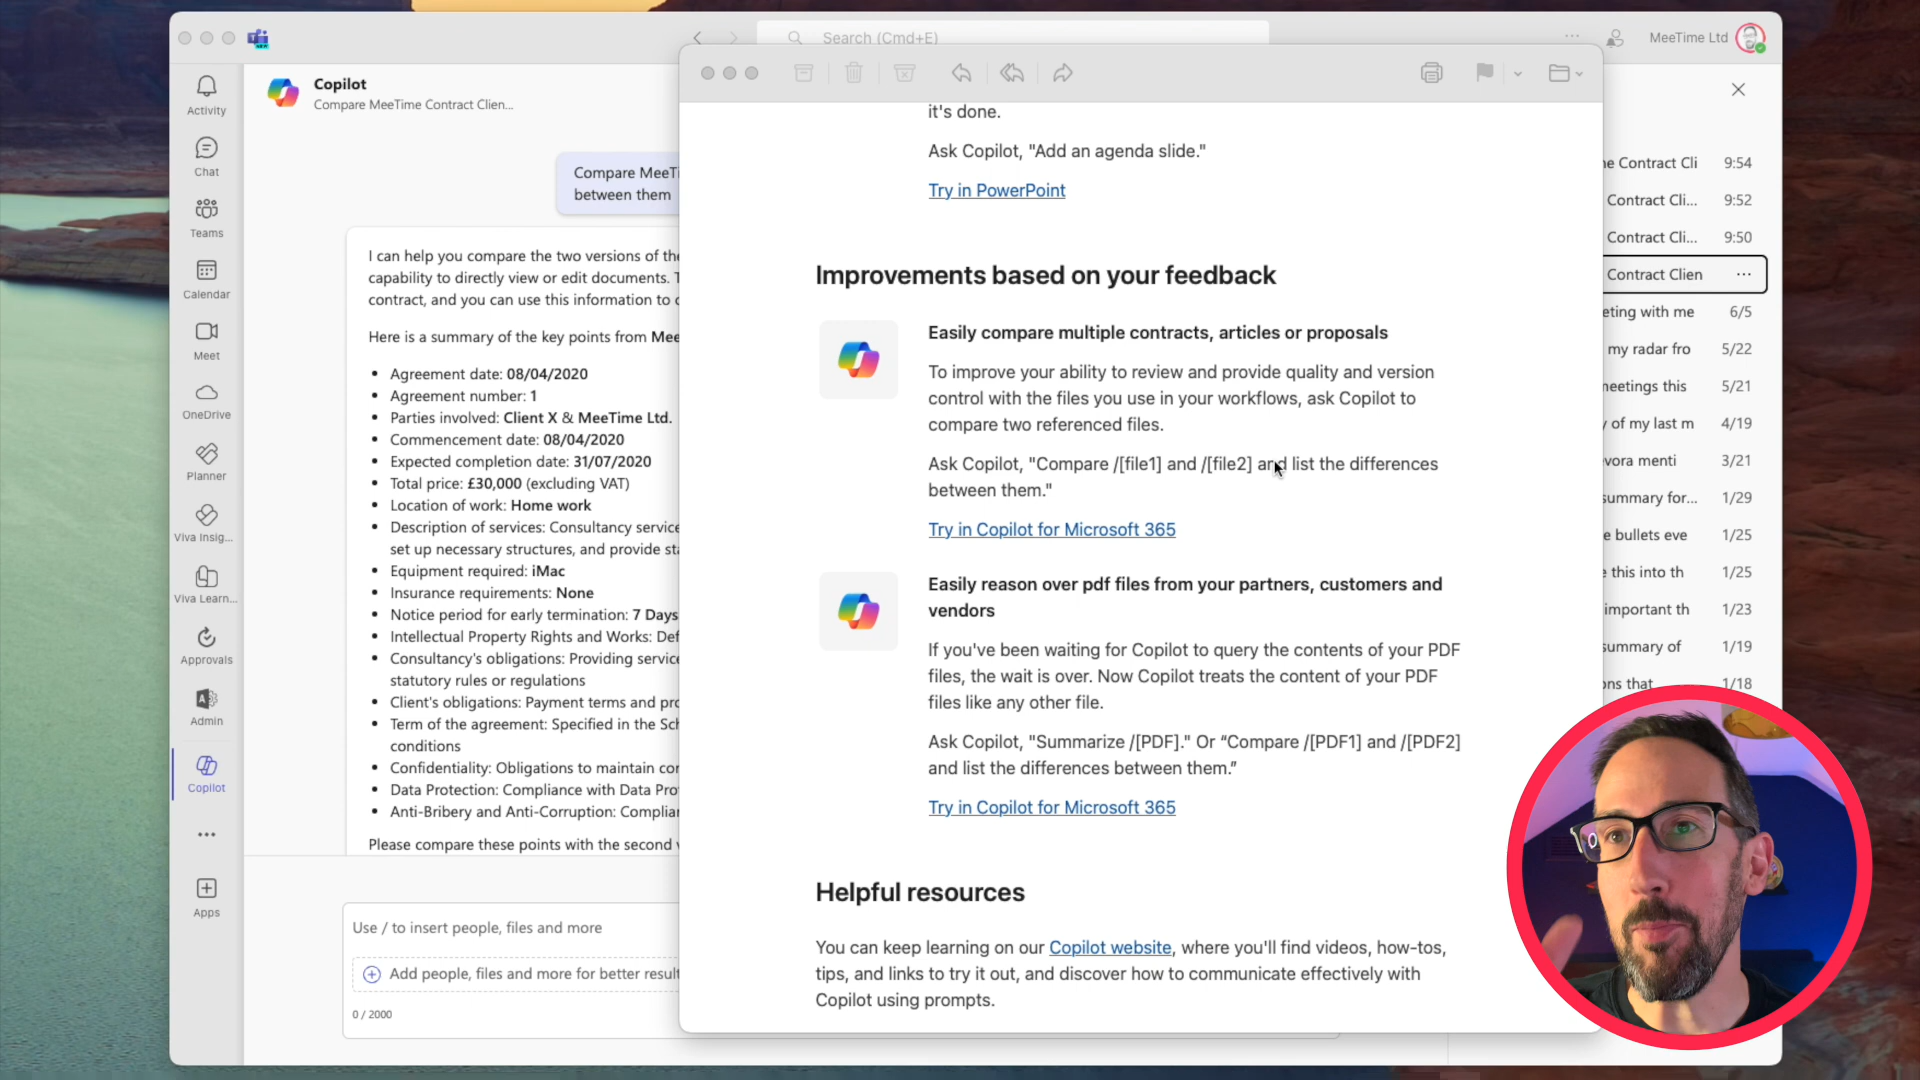 Search (Cmd+E)
MeeTime Ltd
NEW
Activity
Chat
Teams
Calendar
Meet
OneDrive
Planner
Viva Insig...
Viva Learn...
Approvals
Admin
Copilot
Apps
Copilot
Compare MeeTime Contract Clien...
Compare MeeTi
between them
I can help you compare the two versions of the
capability to directly view or edit documents. T
contract, and you can use this information to c
Here is a summary of the key points from Mee
• Agreement date: 08/04/2020
• Agreement number: 1
• Parties involved: Client X & MeeTime Ltd.
• Commencement date: 08/04/2020
• Expected completion date: 31/07/2020
• Total price: £30,000 (excluding VAT)
• Location of work: Home work
• Description of services: Consultancy service
set up necessary structures, and provide sta
• Equipment required: iMac
• Insurance requirements: None
• Notice period for early termination: 7 Days
• Intellectual Property Rights and Works: Def
• Consultancy's obligations: Providing service
statutory rules or regulations
• Client's obligations: Payment terms and pro
• Term of the agreement: Specified in the Sch
conditions
• Confidentiality: Obligations to maintain cor
• Data Protection: Compliance with Data Pro
• Anti-Bribery and Anti-Corruption: Complian
Please compare these points with the second v
Use / to insert people, files and more
Add people, files and more for better result
0 / 2000
it's done.
Ask Copilot, "Add an agenda slide."
Try in PowerPoint
Improvements based on your feedback
Easily compare multiple contracts, articles or proposals
To improve your ability to review and provide quality and version
control with the files you use in your workflows, ask Copilot to
compare two referenced files.
Ask Copilot, "Compare /[file1] and /[file2] and list the differences
between them."
Try in Copilot for Microsoft 365
Easily reason over pdf files from your partners, customers and
vendors
If you've been waiting for Copilot to query the contents of your PDF
files, the wait is over. Now Copilot treats the content of your PDF
files like any other file.
Ask Copilot, "Summarize /[PDF]." Or “Compare /[PDF1] and /[PDF2]
and list the differences between them.”
Try in Copilot for Microsoft 365
Helpful resources
You can keep learning on our Copilot website, where you'll find videos, how-tos,
tips, and links to try it out, and discover how to communicate effectively with
Copilot using prompts.
ne Contract Cli 9:54
Contract Cli... 9:52
Contract Cli... 9:50
Contract Clien ...
eting with me 6/5
my radar fro 5/22
neetings this 5/21
y of my last m 4/19
vora menti 3/21
summary for... 1/29
e bullets eve 1/25
e this into th 1/25
important th 1/23
summary of 1/19
ons that 1/18